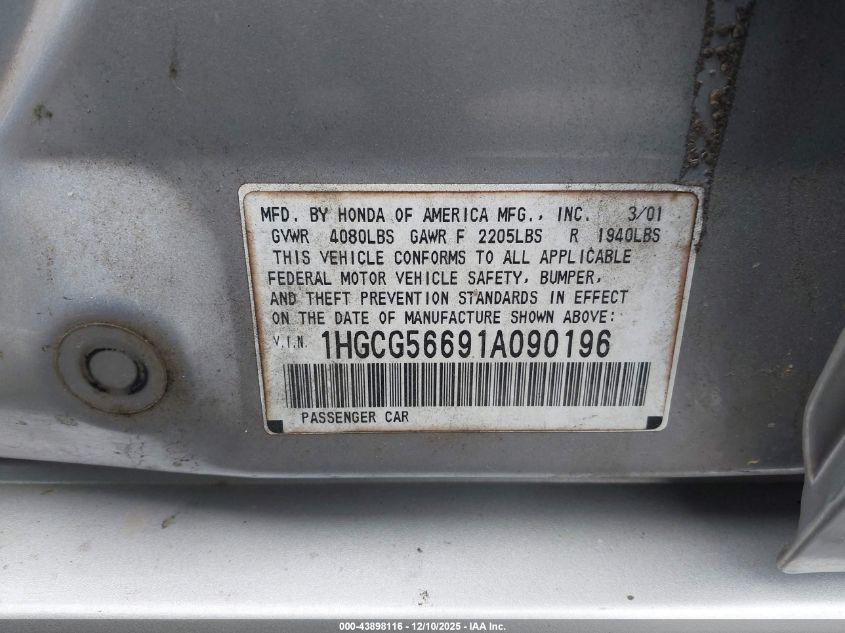 MFD. BY HONDA OF AMERICA MFG., INC. 3/01
GVWR 4080LBS GAWR F 2205LBS R 1940LBS
THIS VEHICLE CONFORMS TO ALL APPLICABLE
FEDERAL MOTOR VEHICLE SAFETY, BUMPER,
AND THEFT PREVENTION STANDARDS IN EFFECT
ON THE DATE OF MANUFACTURE SHOWN ABOVE:
V.I.N. 1HGCG56691A090196
PASSENGER CAR
000-43898116 - 12/10/2025 - IAA Inc.